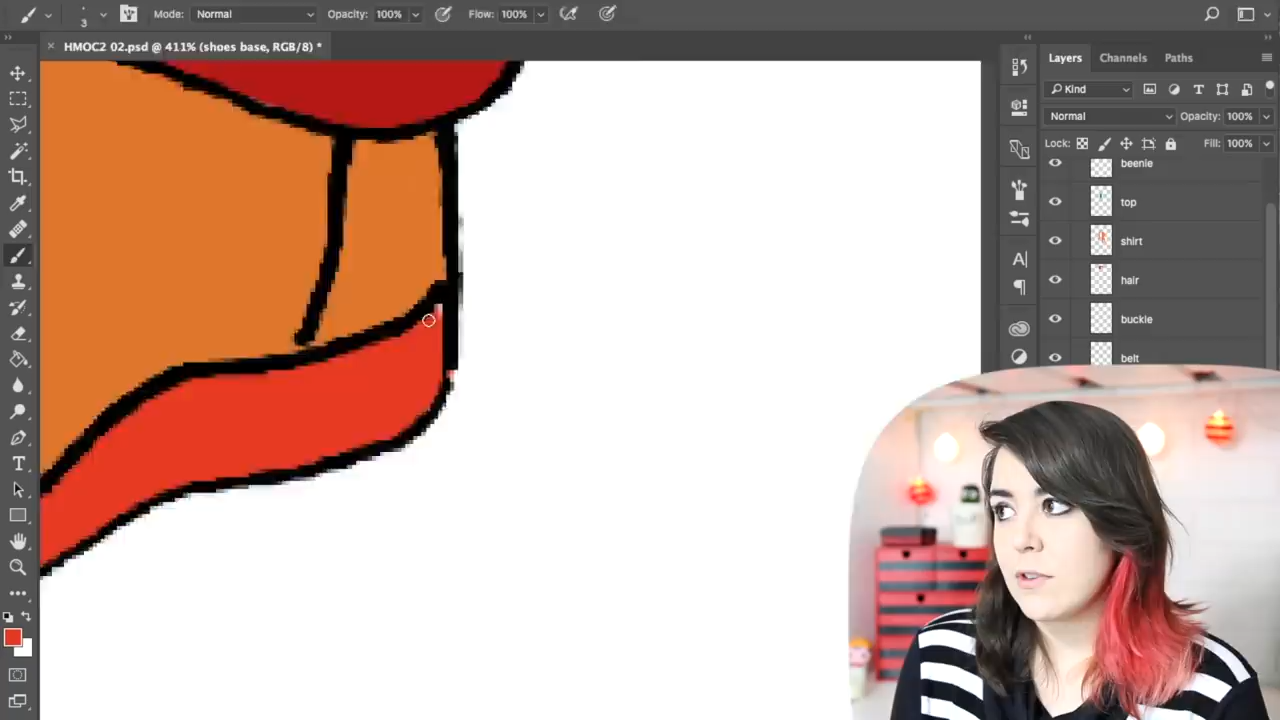 3 Mode: Normal Opacity: 100% Flow: 100%
× HMOC2 02.psd @ 411% (shoes base, RGB/8) *
Layers Channels Paths
Kind
Normal Opacity: 100%
Lock: Fill: 100%
beenie
top
shirt
hair
buckle
belt